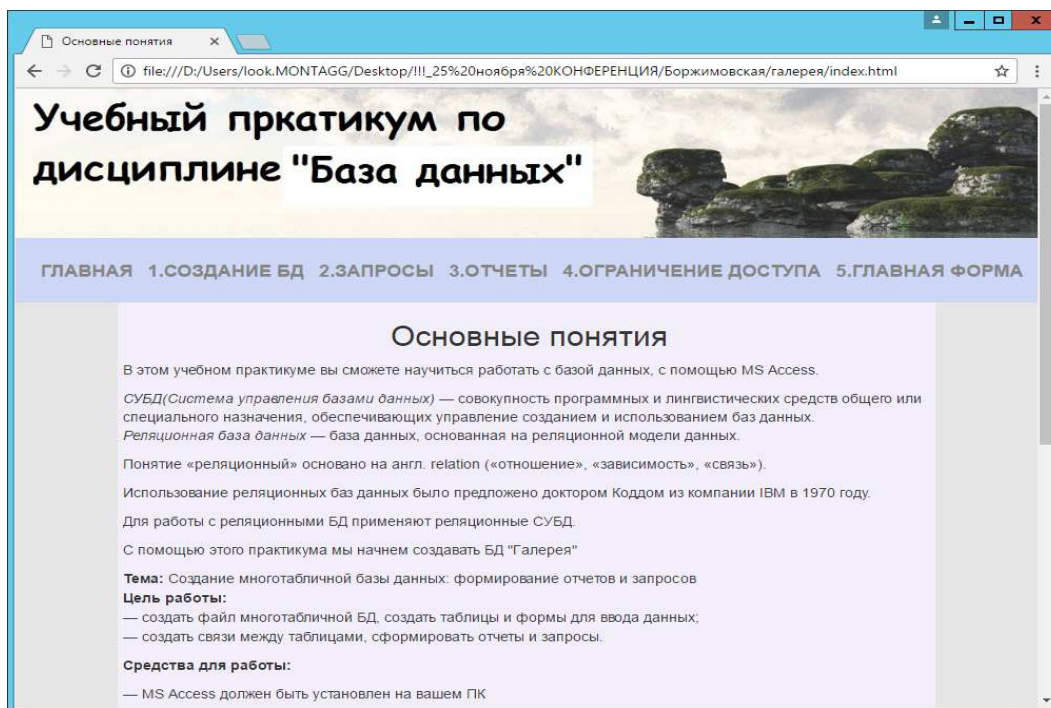 Основные понятия
file:///D:/Users/look.MONTAGG/Desktop/!!!_25%20ноября%20КОНФЕРЕНЦИЯ/Боржимовская/галерея/index.html
Учебный пркатикум по
дисциплине "База данных"
ГЛАВНАЯ 1.СОЗДАНИЕ БД 2.ЗАПРОСЫ 3.ОТЧЕТЫ 4.ОГРАНИЧЕНИЕ ДОСТУПА 5.ГЛАВНАЯ ФОРМА
Основные понятия
В этом учебном практикуме вы сможете научиться работать с базой данных, с помощью MS Access.
СУБД(Система управления базами данных) — совокупность программных и лингвистических средств общего или
специального назначения, обеспечивающих управление созданием и использованием баз данных.
Реляционная база данных — база данных, основанная на реляционной модели данных.
Понятие «реляционный» основано на англ. relation («отношение», «зависимость», «связь»).
Использование реляционных баз данных было предложено доктором Коддом из компании IBM в 1970 году.
Для работы с реляционными БД применяют реляционные СУБД.
С помощью этого практикума мы начнем создавать БД "Галерея"
Тема: Создание многотабличной базы данных: формирование отчетов и запросов
Цель работы:
— создать файл многотабличной БД, создать таблицы и формы для ввода данных;
— создать связи между таблицами, сформировать отчеты и запросы.
Средства для работы:
— MS Access должен быть установлен на вашем ПК